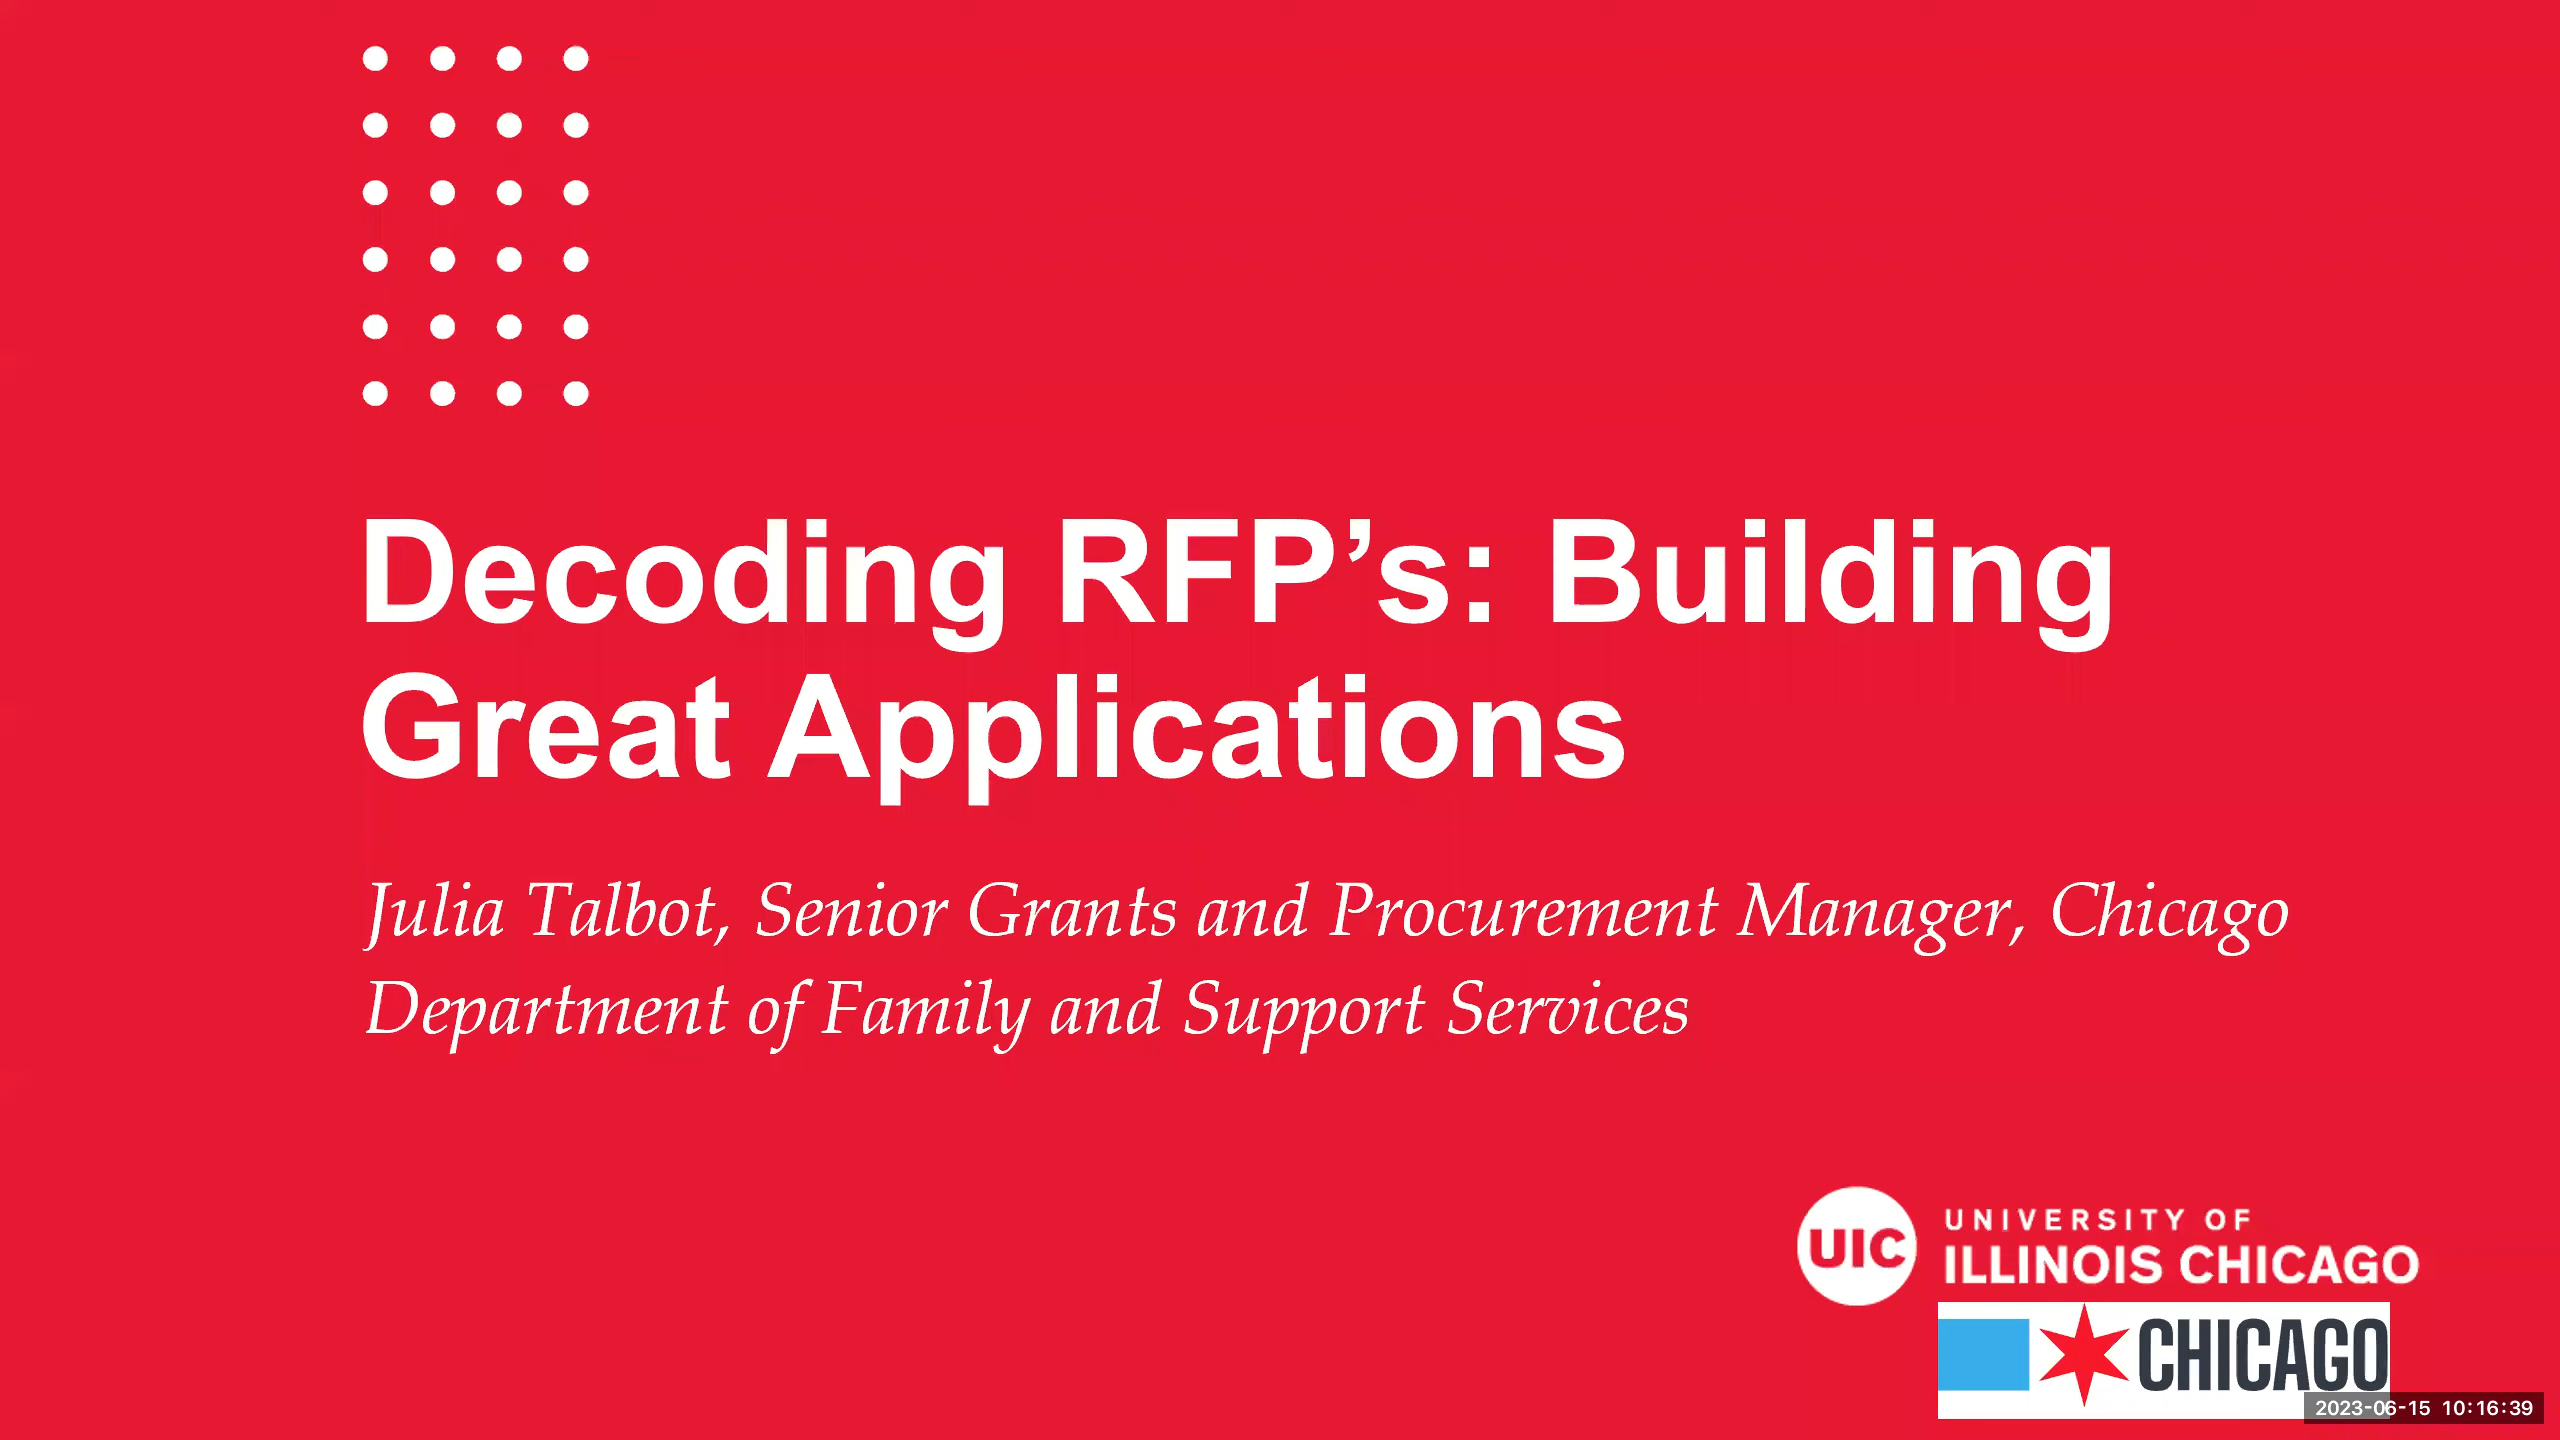 Decoding RFP’s: Building
Great Applications
Julia Talbot, Senior Grants and Procurement Manager, Chicago
Department of Family and Support Services
UIC
UNIVERSITY OF
ILLINOIS CHICAGO
CHICAGO
2023-06-15 10:16:39